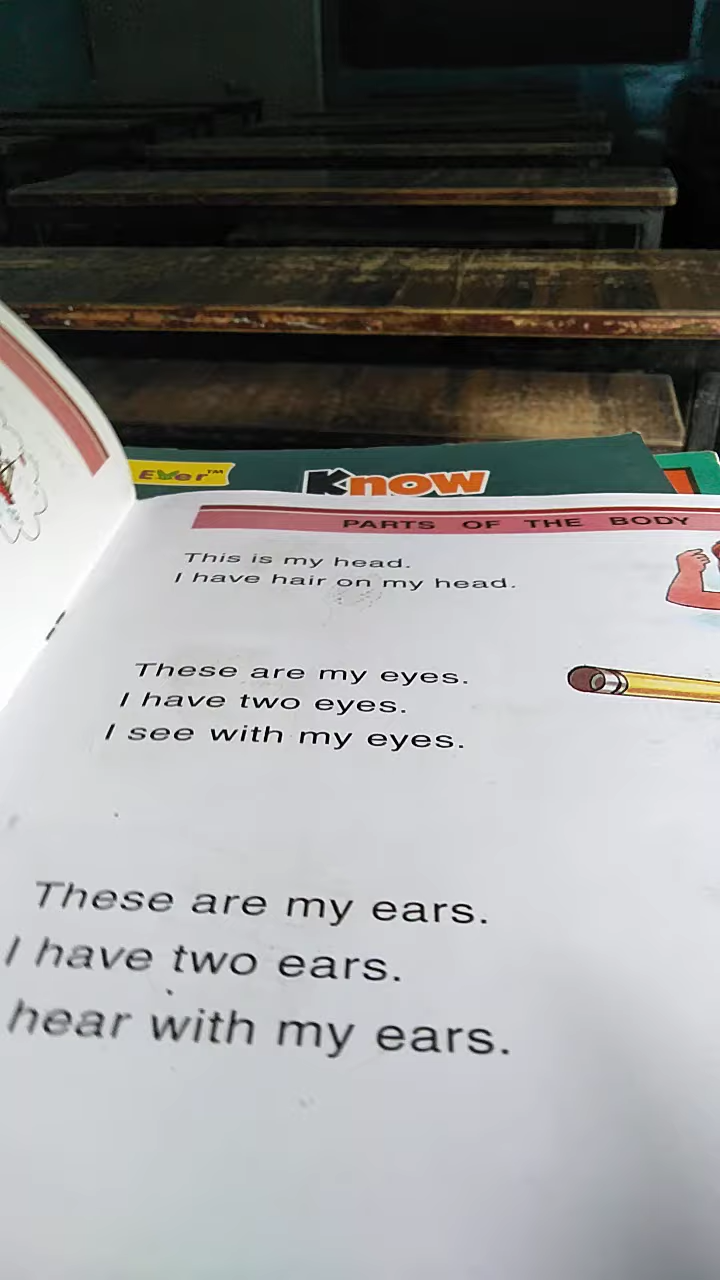 EVer™
Know
PARTS OF THE BODY
This is my head.
I have hair on my head.
These are my eyes.
I have two eyes.
I see with my eyes.
These are my ears.
I have two ears.
hear with my ears.